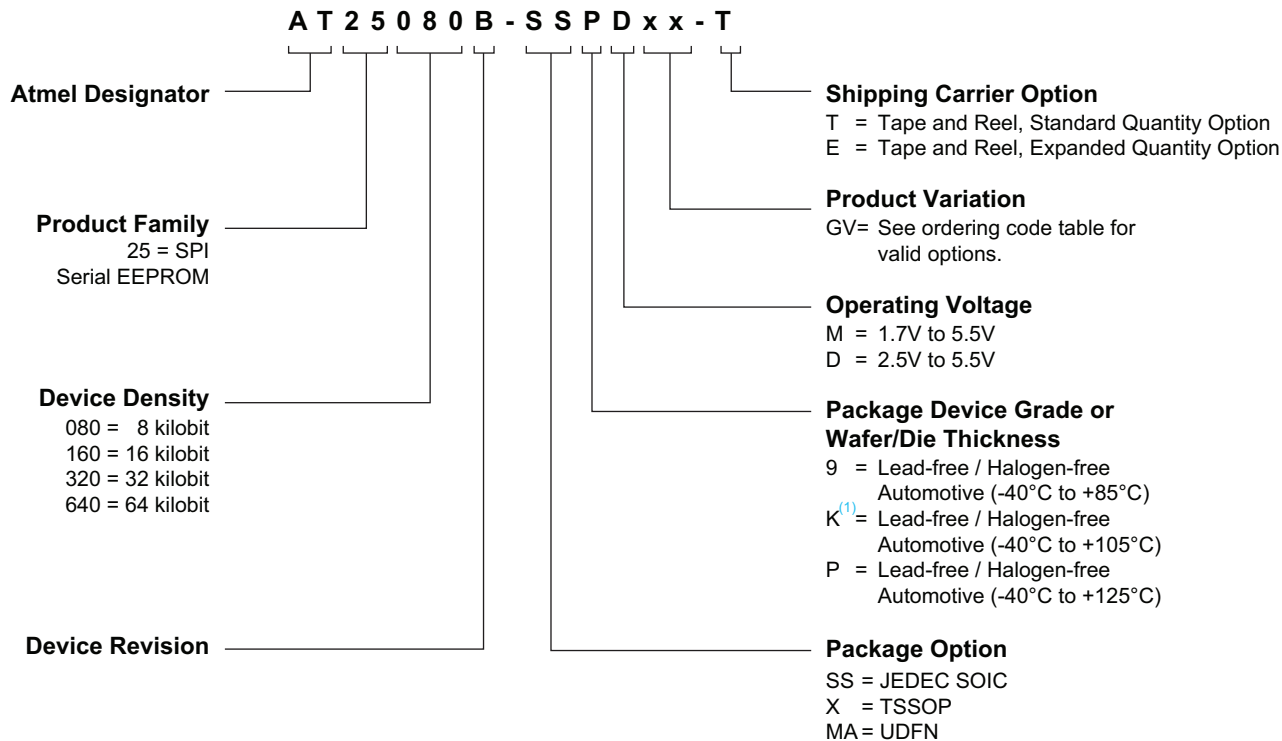 AT25080B-SSPDxx-T
Atmel Designator
Product Family
25 = SPI
Serial EEPROM
Device Density
080 = 8 kilobit
160 = 16 kilobit
320 = 32 kilobit
640 = 64 kilobit
Device Revision
Shipping Carrier Option
T = Tape and Reel, Standard Quantity Option
E = Tape and Reel, Expanded Quantity Option
Product Variation
GV= See ordering code table for
valid options.
Operating Voltage
M = 1.7V to 5.5V
D = 2.5V to 5.5V
Package Device Grade or
Wafer/Die Thickness
9 = Lead-free / Halogen-free
Automotive (-40°C to +85°C)
K(1) = Lead-free / Halogen-free
Automotive (-40°C to +105°C)
P = Lead-free / Halogen-free
Automotive (-40°C to +125°C)
Package Option
SS = JEDEC SOIC
X = TSSOP
MA = UDFN